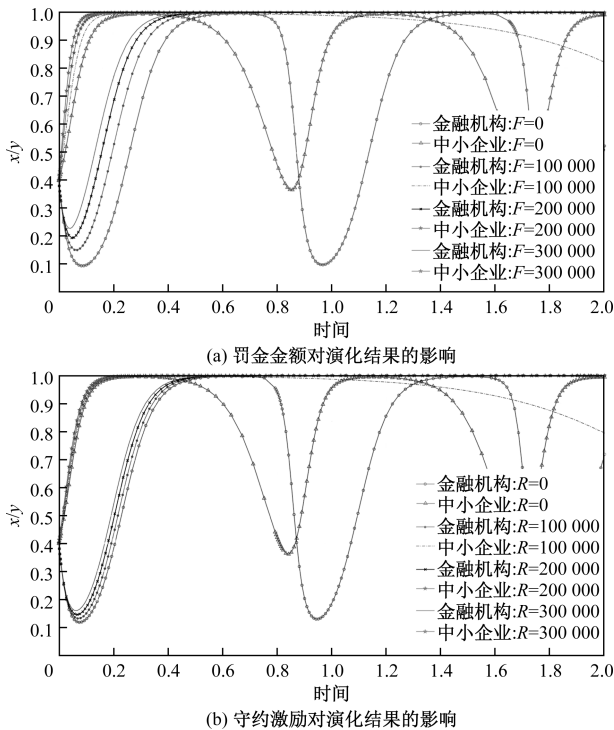 1.0
0.9
0.8
0.7
0.6
0.5
0.4
0.3
0.2
0.1
x/y
金融机构:F=0
中小企业:F=0
金融机构:F=100 000
中小企业:F=100 000
金融机构:F=200 000
中小企业:F=200 000
金融机构:F=300 000
中小企业:F=300 000
0 0.2 0.4 0.6 0.8 1.0 1.2 1.4 1.6 1.8 2.0
时间
(a) 罚金金额对演化结果的影响
1.0
0.9
0.8
0.7
0.6
0.5
0.4
0.3
0.2
0.1
x/y
金融机构:R=0
中小企业:R=0
金融机构:R=100 000
中小企业:R=100 000
金融机构:R=200 000
中小企业:R=200 000
金融机构:R=300 000
中小企业:R=300 000
0 0.2 0.4 0.6 0.8 1.0 1.2 1.4 1.6 1.8 2.0
时间
(b) 守约激励对演化结果的影响